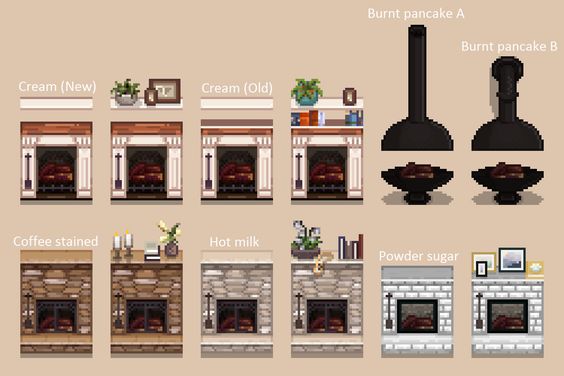 Burnt pancake A
Burnt pancake B
Cream (New)
Cream (Old)
Coffee stained
Hot milk
Powder sugar